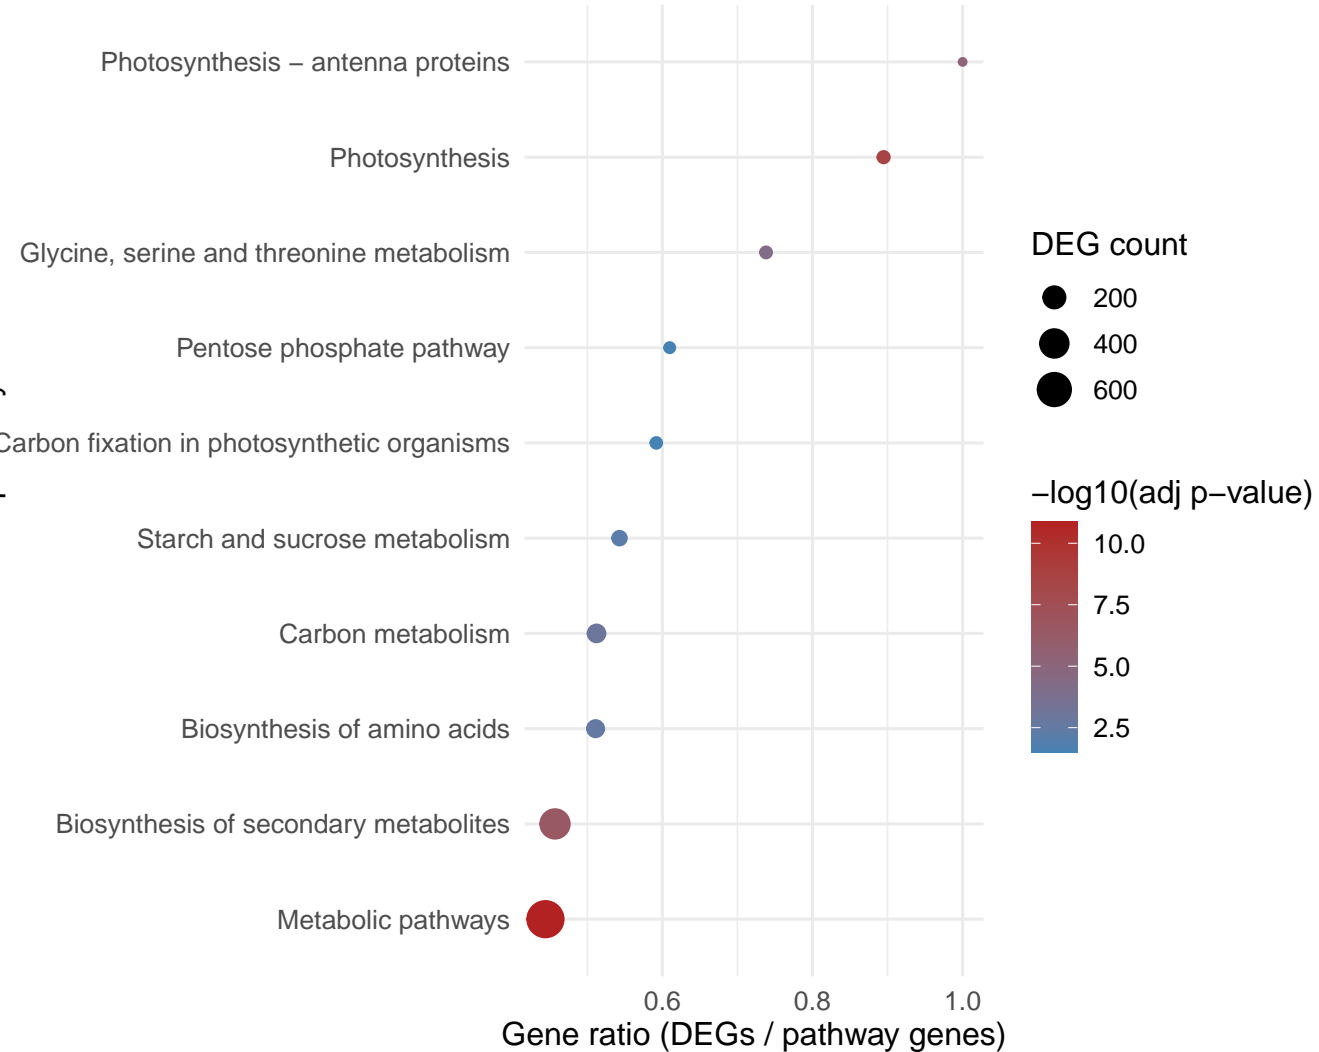 Photosynthesis − antenna proteins
Photosynthesis
Glycine, serine and threonine metabolism
Pentose phosphate pathway
Carbon fixation in photosynthetic organisms
Starch and sucrose metabolism
Carbon metabolism
Biosynthesis of amino acids
Biosynthesis of secondary metabolites
Metabolic pathways
0.6 0.8 1.0
Gene ratio (DEGs / pathway genes)
DEG count
200
400
600
−log10(adj p−value)
10.0
7.5
5.0
2.5